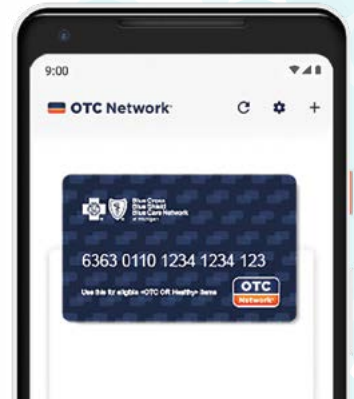 9:00
OTC Network
Blue Cross
Blue Shield
Blue Care Network
of Michigan
6363 0110 1234 1234 123
Use this for eligible <OTC OR Healthy> items
OTC
Network